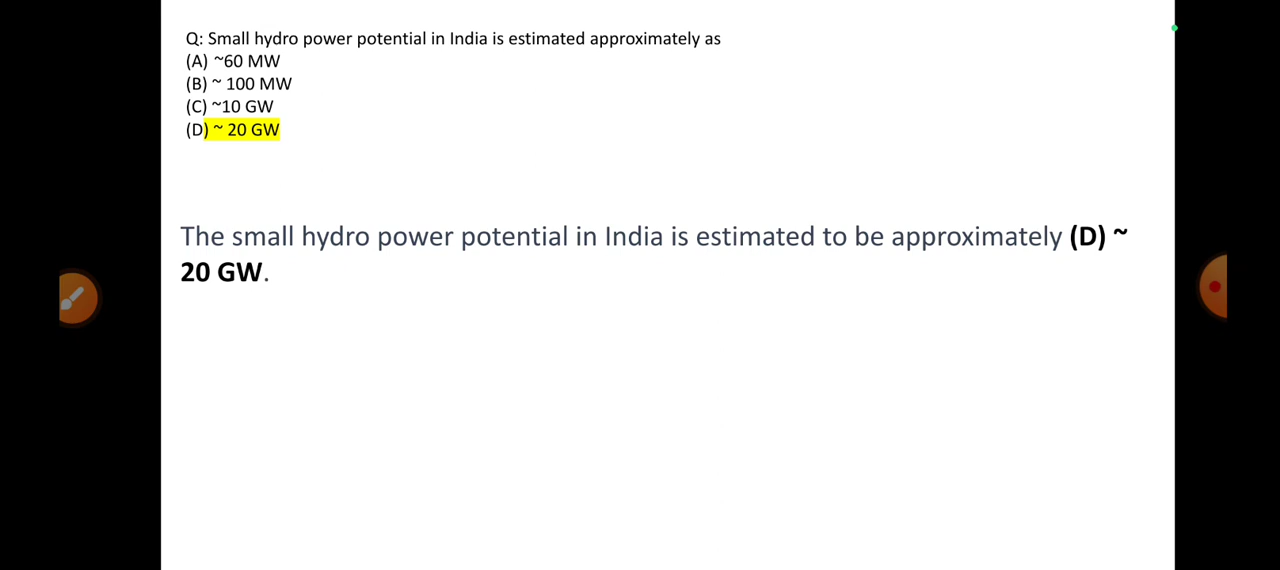 Q: Small hydro power potential in India is estimated approximately as
(A) ~60 MW
(B) ~ 100 MW
(C) ~10 GW
(D) ~ 20 GW
The small hydro power potential in India is estimated to be approximately (D) ~
20 GW.